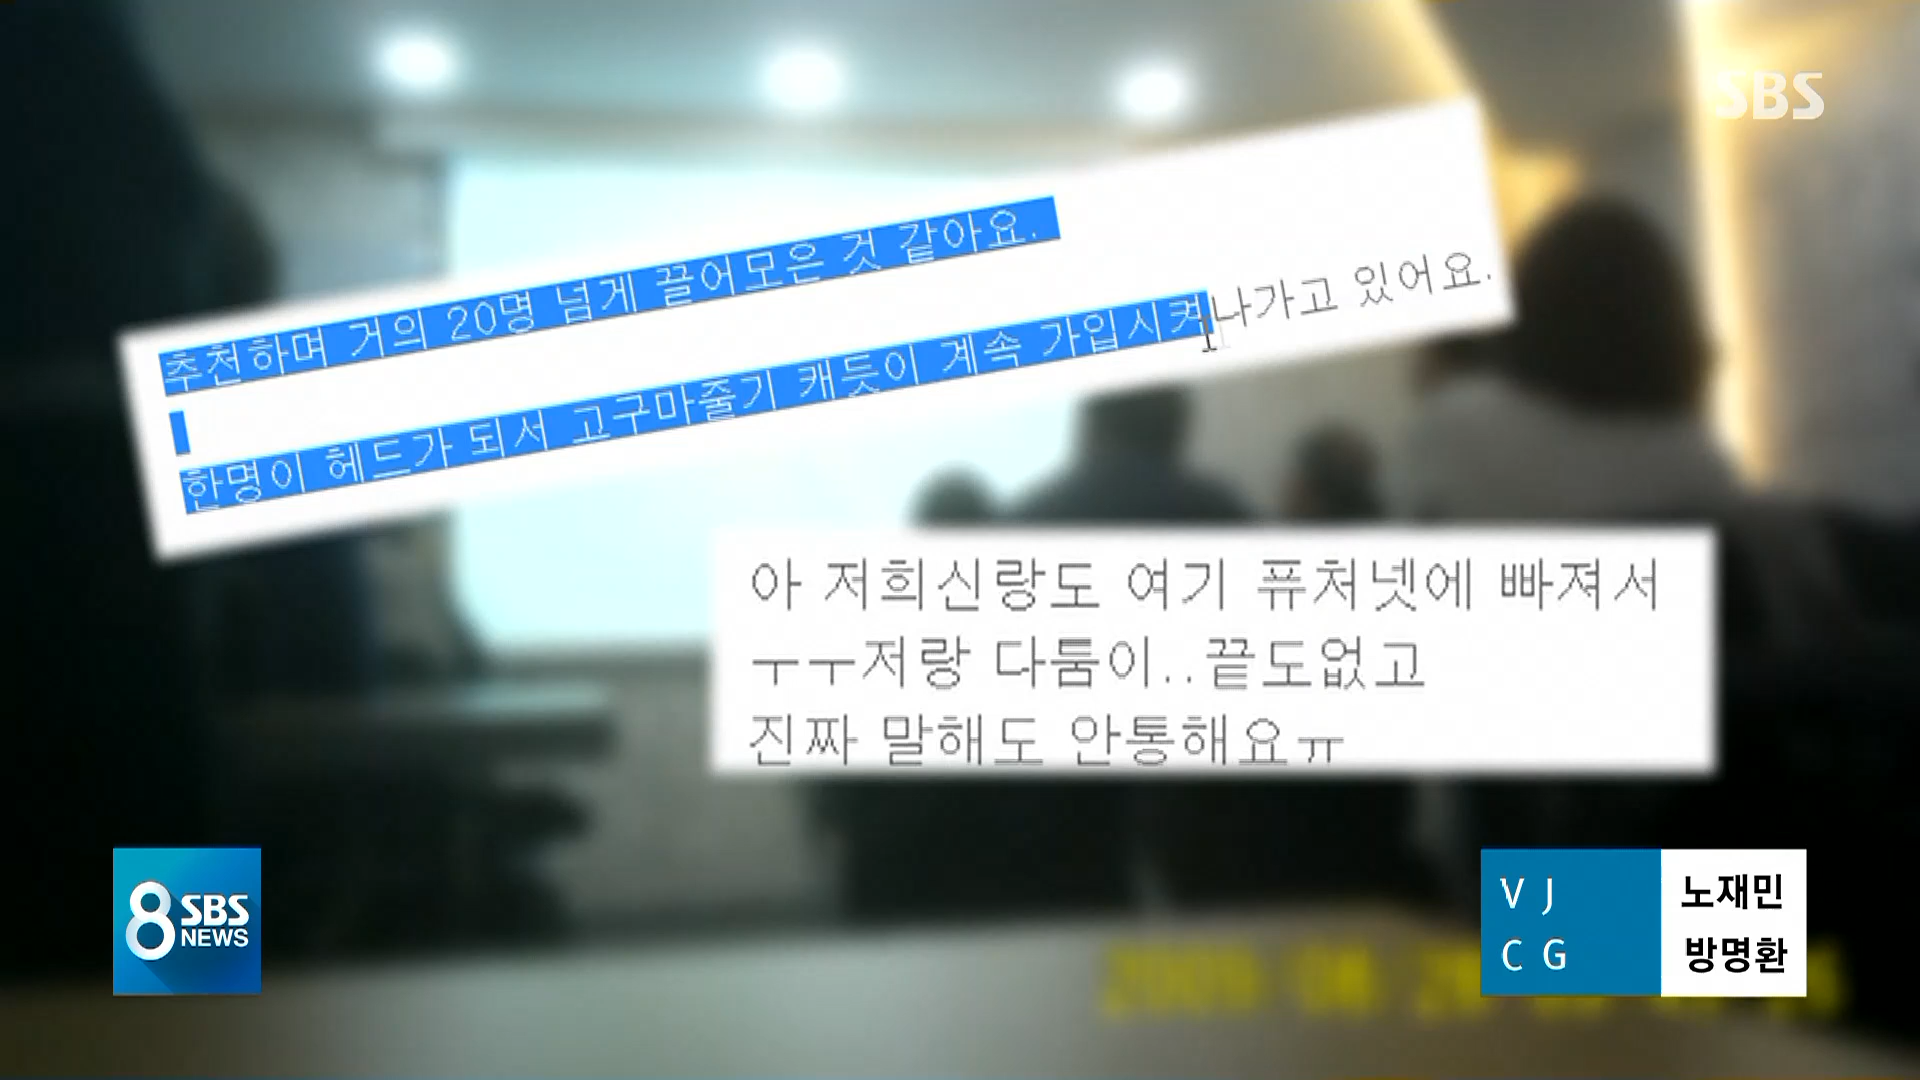 SBS
추천하며 거의 20명 넘게 끌어모은 것 같아요.
한명이 헤드가 되서 고구마줄기 캐듯이 계속 가입시켜나가고 있어요.
아 저희신랑도 여기 퓨처넷에 빠져서
ㅜㅜ저랑 다툼이..끝도없고
진짜 말해도 안통해요ㅠ
8 SBS NEWS
V J 노재민
C G 방명환